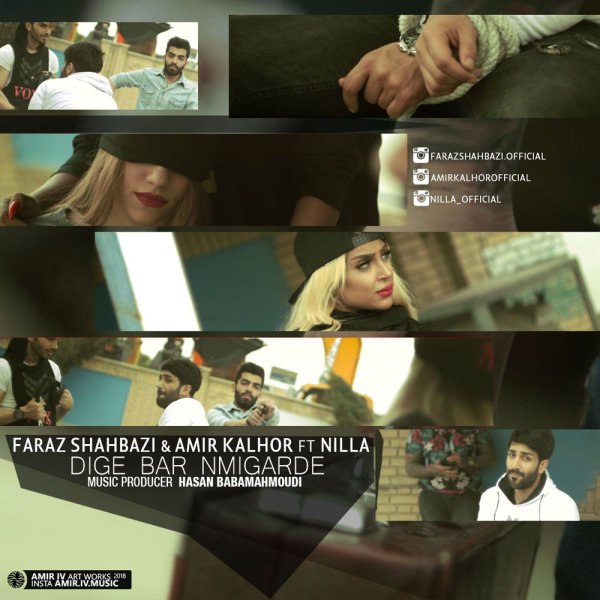 VO
FARAZSHAHBAZI.OFFICIAL
AMIRKALHOROFFICIAL
NILLA_OFFICIAL
FARAZ SHAHBAZI & AMIR KALHOR FT NILLA
DIGE BAR NMIGARDE
MUSIC PRODUCER HASAN BABAMAHMOUDI
AMIR IV ART WORKS 2018
INSTA AMIR.IV.MUSIC